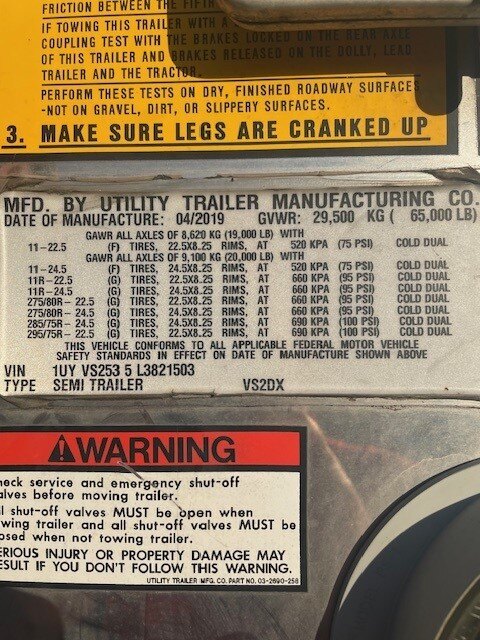 FRICTION BETWEEN THE FIFTH
IF TOWING THIS TRAILER WITH A
COUPLING TEST WITH THE BRAKES LOCKED ON THE REAR AXLE
OF THIS TRAILER AND BRAKES RELEASED ON THE DOLLY, LEAD
TRAILER AND THE TRACTOR.
PERFORM THESE TESTS ON DRY, FINISHED ROADWAY SURFACES
-NOT ON GRAVEL, DIRT, OR SLIPPERY SURFACES.
3. MAKE SURE LEGS ARE CRANKED UP
MFD. BY UTILITY TRAILER MANUFACTURING CO.
DATE OF MANUFACTURE: 04/2019 GVWR: 29,500 KG ( 65,000 LB)
GAWR ALL AXLES OF 8,620 KG (19,000 LB) WITH
11-22.5 (F) TIRES, 22.5X8.25 RIMS, AT 520 KPA (75 PSI) COLD DUAL
GAWR ALL AXLES OF 9,100 KG (20,000 LB) WITH
11-24.5 (F) TIRES, 24.5X8.25 RIMS, AT 520 KPA (75 PSI) COLD DUAL
11R-22.5 (G) TIRES, 22.5X8.25 RIMS, AT 660 KPA (95 PSI) COLD DUAL
11R-24.5 (G) TIRES, 24.5X8.25 RIMS, AT 660 KPA (95 PSI) COLD DUAL
275/80R- 22.5 (G) TIRES, 22.5X8.25 RIMS, AT 660 KPA (95 PSI) COLD DUAL
275/80R - 24.5 (G) TIRES, 24.5X8.25 RIMS, AT 660 KPA (95 PSI) COLD DUAL
285/75R- 24.5 (G) TIRES, 24.5X8.25 RIMS, AT 690 KPA (100 PSI) COLD DUAL
295/75R- 22.5 (G) TIRES, 22.5X8.25 RIMS, AT 690 KPA (100 PSI) COLD DUAL
THIS VEHICLE CONFORMS TO ALL APPLICABLE FEDERAL MOTOR VEHICLE
SAFETY STANDARDS IN EFFECT ON DATE OF MANUFACTURE SHOWN ABOVE
VIN 1UY VS253 5 L3821503
TYPE SEMI TRAILER VS2DX
WARNING
heck service and emergency shut-off
alves before moving trailer.
ll shut-off valves MUST be open when
wing trailer and all shut-off valves MUST be
osed when not towing trailer.
ERIOUS INJURY OR PROPERTY DAMAGE MAY
ESULT IF YOU DON'T FOLLOW THIS WARNING.
UTILITY TRAILER MFG. CO. PART NO. 03-2690-258